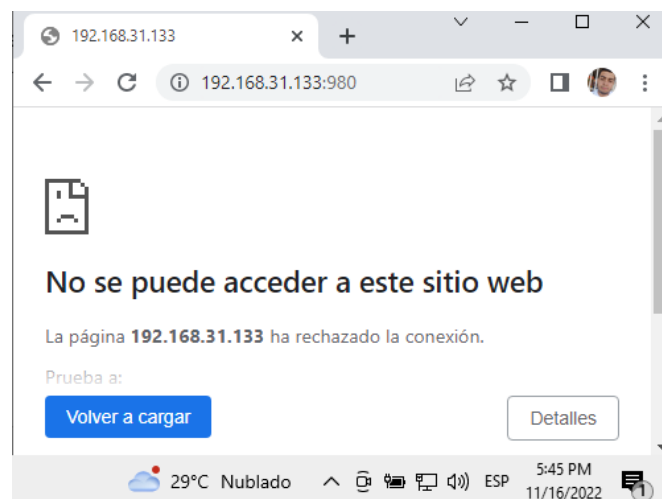 192.168.31.133
192.168.31.133:980
No se puede acceder a este sitio web
La página 192.168.31.133 ha rechazado la conexión.
Prueba a:
Volver a cargar
Detalles
29°C Nublado
ESP
5:45 PM
11/16/2022
1